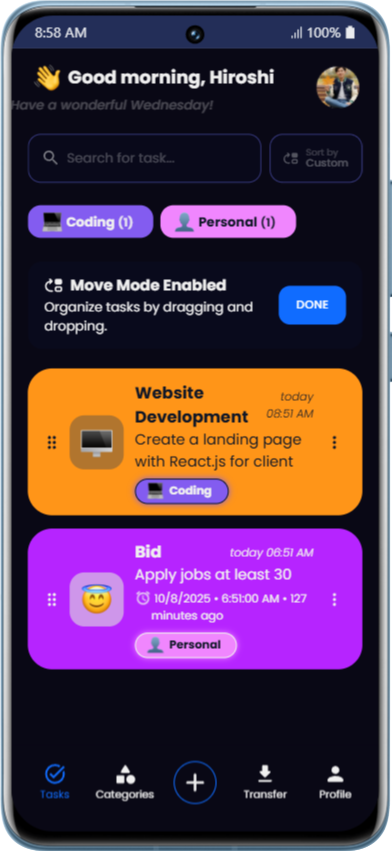 8:58 AM
100%
Good morning, Hiroshi
Have a wonderful Wednesday!
Search for task...
Sort by
Custom
Coding (1)
Personal (1)
Move Mode Enabled
Organize tasks by dragging and
dropping.
DONE
Website
Development
today
08:51 AM
Create a landing page
with React.js for client
Coding
Bid
today 06:51 AM
Apply jobs at least 30
10/8/2025 • 6:51:00 AM • 127
minutes ago
Personal
Tasks
Categories
Transfer
Profile